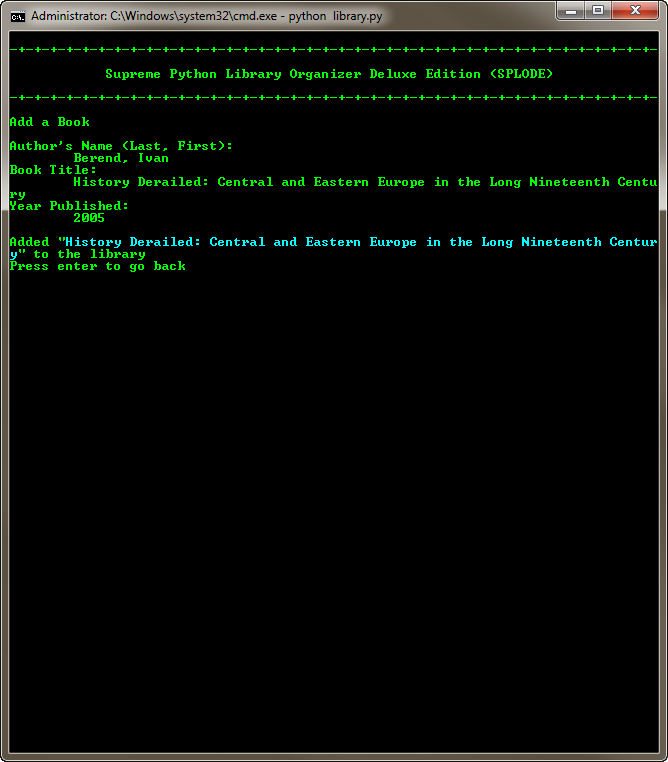 Administrator: C:\Windows\system32\cmd.exe - python  library.py
-+-+-+-+-+-+-+-+-+-+-+-+-+-+-+-+-+-+-+-+-+-+-+-+-+-+-+-+-+-+-+-+-+-+-+-+-+-+-+-+-
Supreme Python Library Organizer Deluxe Edition (SPLODE)
-+-+-+-+-+-+-+-+-+-+-+-+-+-+-+-+-+-+-+-+-+-+-+-+-+-+-+-+-+-+-+-+-+-+-+-+-+-+-+-+-
Add a Book
Author's Name (Last, First):
Berend, Ivan
Book Title:
History Derailed: Central and Eastern Europe in the Long Nineteenth Centu
ry
Year Published:
2005
Added "History Derailed: Central and Eastern Europe in the Long Nineteenth Centur
y" to the library
Press enter to go back